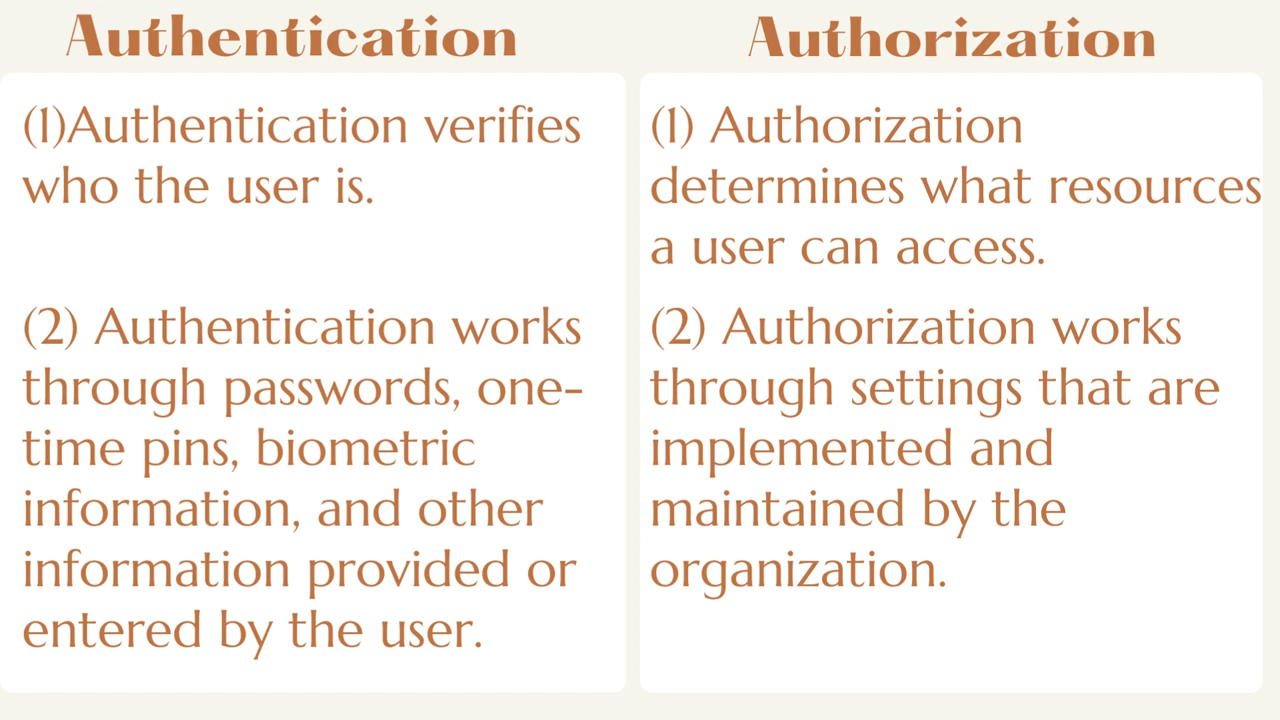 Authentication
(1)Authentication verifies
who the user is.
(2) Authentication works
through passwords, one-
time pins, biometric
information, and other
information provided or
entered by the user.
Authorization
(1) Authorization
determines what resources
a user can access.
(2) Authorization works
through settings that are
implemented and
maintained by the
organization.